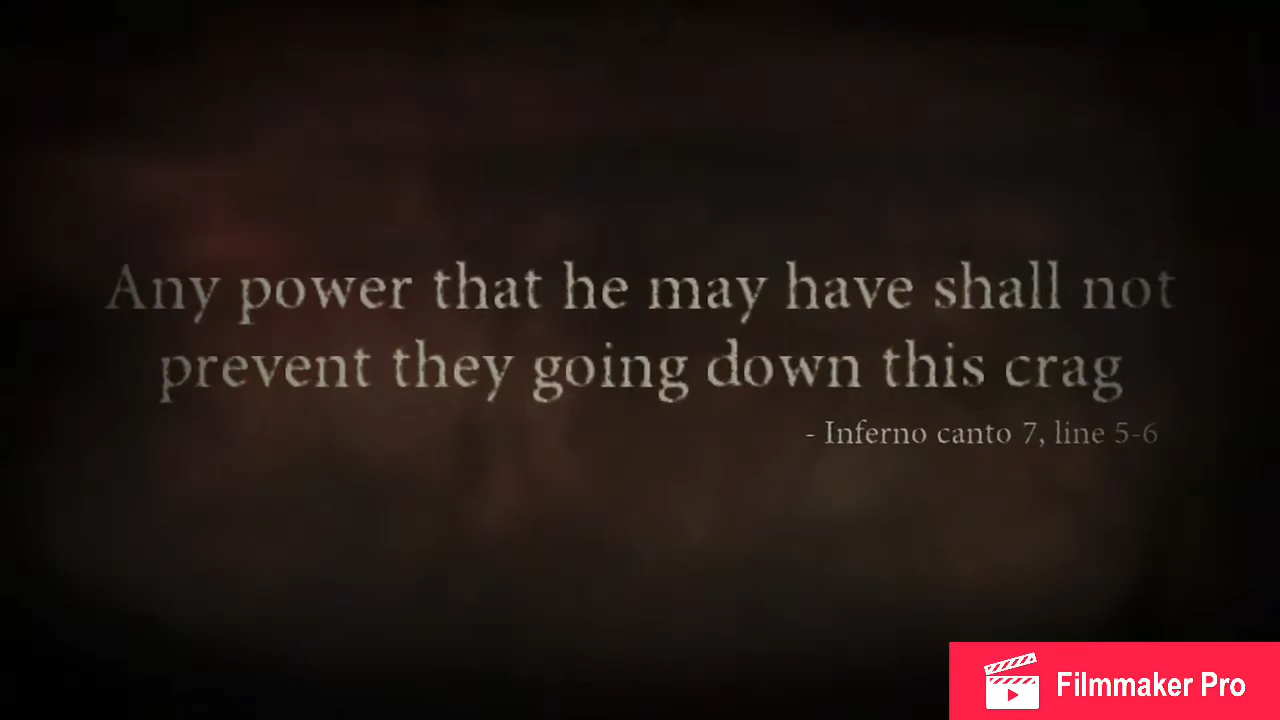 Any power that he may have shall not
prevent they going down this crag
- Inferno canto 7, line 5-6
Filmmaker Pro